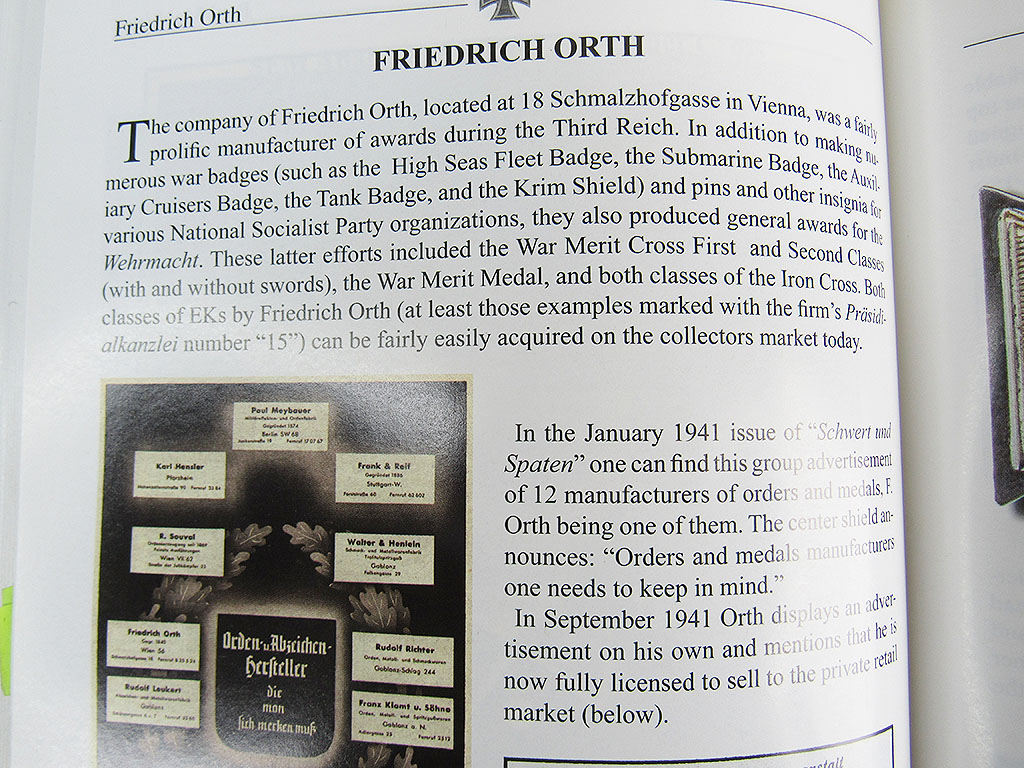 Friedrich Orth
FRIEDRICH ORTH
The company of Friedrich Orth, located at 18 Schmalzhofgasse in Vienna, was a fairly
prolific manufacturer of awards during the Third Reich. In addition to making nu-
merous war badges (such as the High Seas Fleet Badge, the Submarine Badge, the Auxil-
iary Cruisers Badge, the Tank Badge, and the Krim Shield) and pins and other insignia for
various National Socialist Party organizations, they also produced general awards for the
Wehrmacht. These latter efforts included the War Merit Cross First and Second Classes
(with and without swords), the War Merit Medal, and both classes of the Iron Cross. Both
classes of EKs by Friedrich Orth (at least those examples marked with the firm's Präsidi-
alkanzlei number "15") can be fairly easily acquired on the collectors market today.
Paul Meybauer
Gegründet 1874
Berlin SW 68
Karl Hensler
Pforzheim
Frank & Reif
Gegründet 1886
Stuttgart-W.
R. Souval
Wien VII. 62
Walter & Henlein
Gablonz
Friedrich Orth
Wien 56
Rudolf Leukert
Gablonz
Orden- u. Abzeichen-
Hersteller
die
man
sich merken muß
Rudolf Richter
Gablonz-Schlag 244
Franz Klamt u. Söhne
Gablonz a. N.
In the January 1941 issue of "Schwert und
Spaten" one can find this group advertisement
of 12 manufacturers of orders and medals, F.
Orth being one of them. The center shield an-
nounces: "Orders and medals manufacturers
one needs to keep in mind."
In September 1941 Orth displays an adver-
tisement on his own and mentions that he is
now fully licensed to sell to the private retail
market (below).